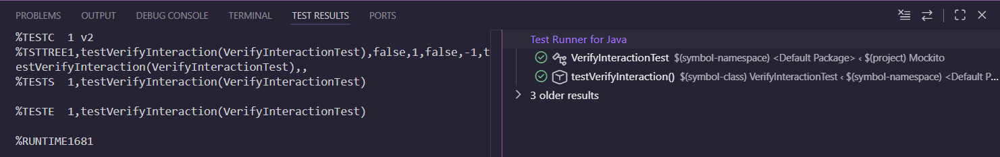 PROBLEMS OUTPUT DEBUG CONSOLE TERMINAL TEST RESULTS PORTS
%TESTC  1 v2
%TSTTREE1,testVerifyInteraction(VerifyInteractionTest),false,1,false,-1,t
estVerifyInteraction(VerifyInteractionTest),,
%TESTS  1,testVerifyInteraction(VerifyInteractionTest)
%TESTE  1,testVerifyInteraction(VerifyInteractionTest)
%RUNTIME1681
Test Runner for Java
VerifyInteractionTest $(symbol-namespace) <Default Package> < $(project) Mockito
testVerifyInteraction() $(symbol-class) VerifyInteractionTest < $(symbol-namespace) <Default P...
3 older results